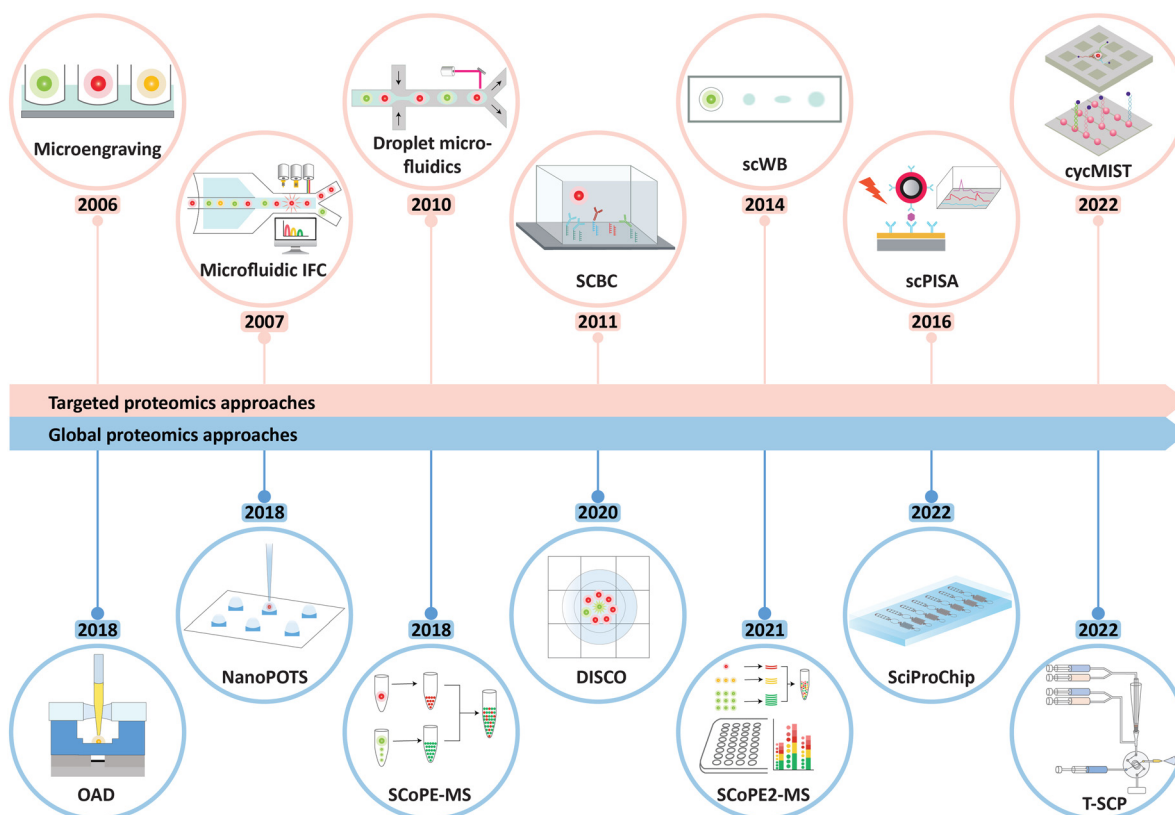 Microengraving
2006
Microfluidic IFC
2007
Droplet micro-
fluidics
2010
SCBC
2011
scWB
2014
scPISA
2016
cycMIST
2022
Targeted proteomics approaches
Global proteomics approaches
2018
OAD
2018
NanoPOTS
2018
SCoPE-MS
2020
DISCO
2021
SCoPE2-MS
2022
SciProChip
2022
T-SCP